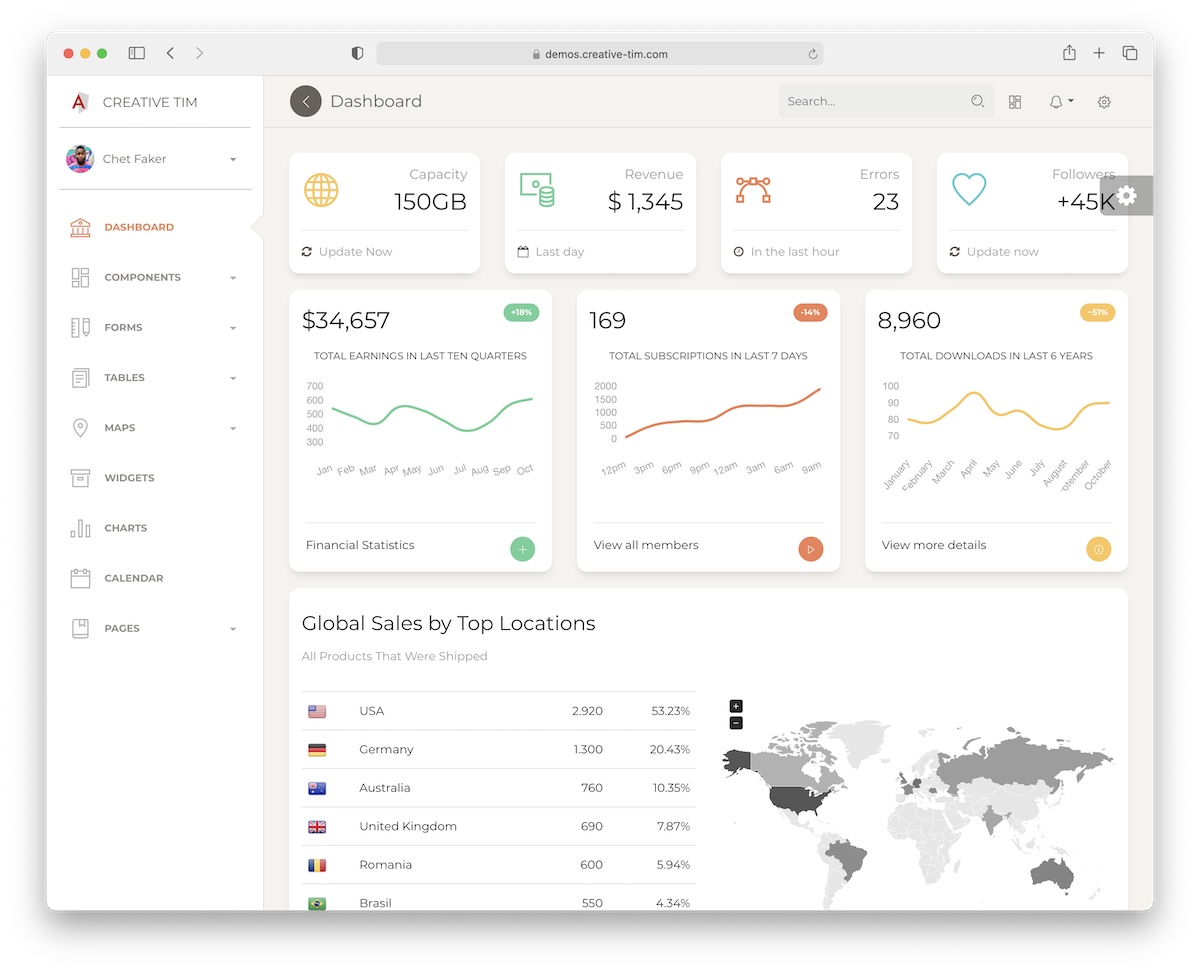 demos.creative-tim.com
CREATIVE TIM
Chet Faker
DASHBOARD
COMPONENTS
FORMS
TABLES
MAPS
WIDGETS
CHARTS
CALENDAR
PAGES
Dashboard
Search...
Capacity
150GB
Update Now
Revenue
$ 1,345
Last day
Errors
23
In the last hour
Followers
+45K
Update now
$34,657
+18%
TOTAL EARNINGS IN LAST TEN QUARTERS
700
600
500
400
300
Jan Feb Mar Apr May Jun Jul Aug Sep Oct
Financial Statistics
169
-14%
TOTAL SUBSCRIPTIONS IN LAST 7 DAYS
2000
1500
1000
500
0
12pm 3pm 6pm 9pm 12am 3am 6am 9am
View all members
8,960
~51%
TOTAL DOWNLOADS IN LAST 6 YEARS
100
90
80
70
January February March April May June July August ptember October
View more details
Global Sales by Top Locations
All Products That Were Shipped
USA 2.920 53.23%
Germany 1.300 20.43%
Australia 760 10.35%
United Kingdom 690 7.87%
Romania 600 5.94%
Brasil 550 4.34%
+
−